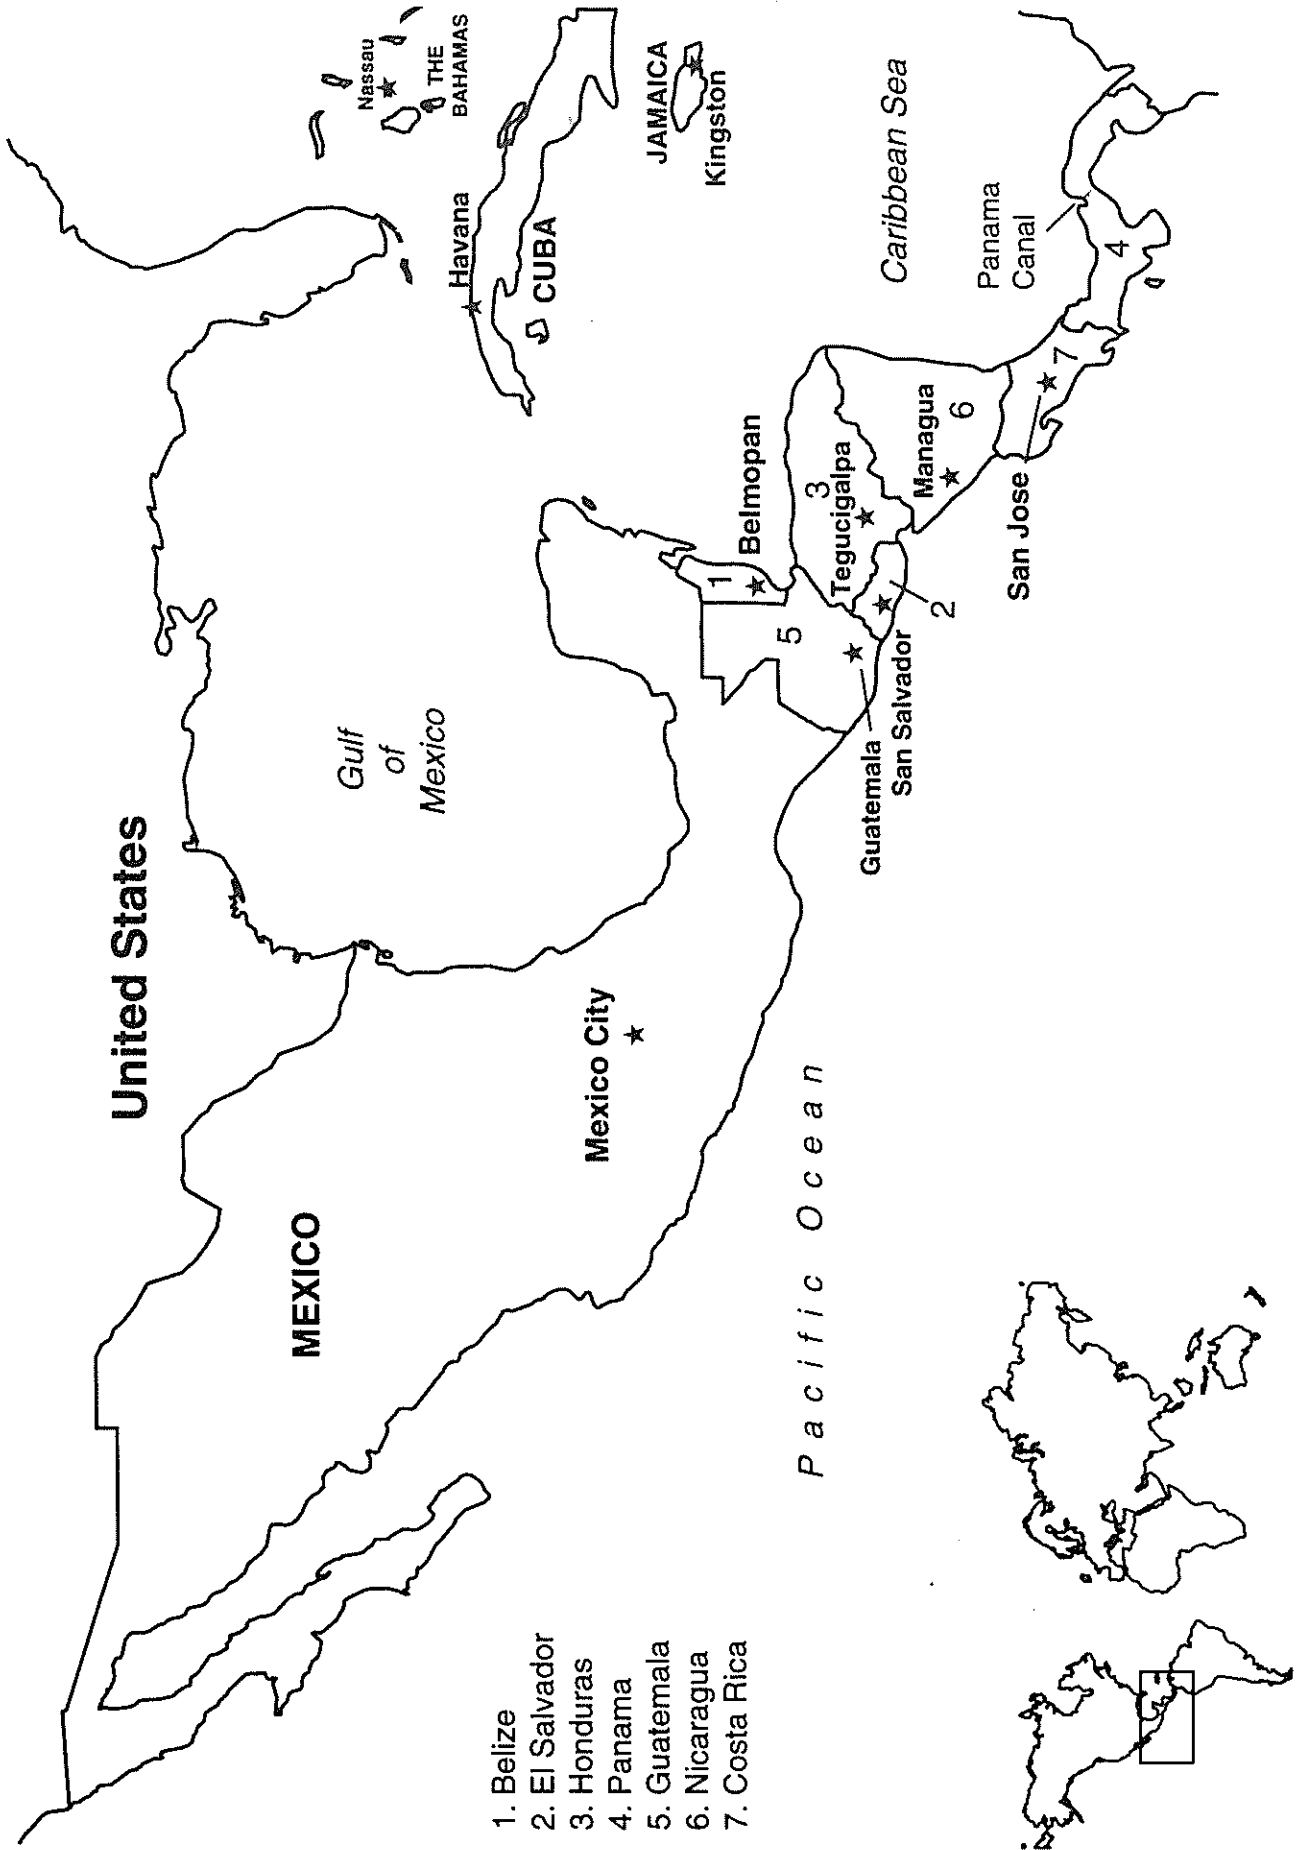 United States
MEXICO
Mexico City
Gulf
of
Mexico
Nassau
THE
BAHAMAS
Havana
CUBA
JAMAICA
Kingston
Caribbean Sea
Pacific Ocean
Belmopan
1
5
3
Tegucigalpa
2
Guatemala
San Salvador
Managua
6
San Jose
7
Panama
Canal
4
1. Belize
2. El Salvador
3. Honduras
4. Panama
5. Guatemala
6. Nicaragua
7. Costa Rica